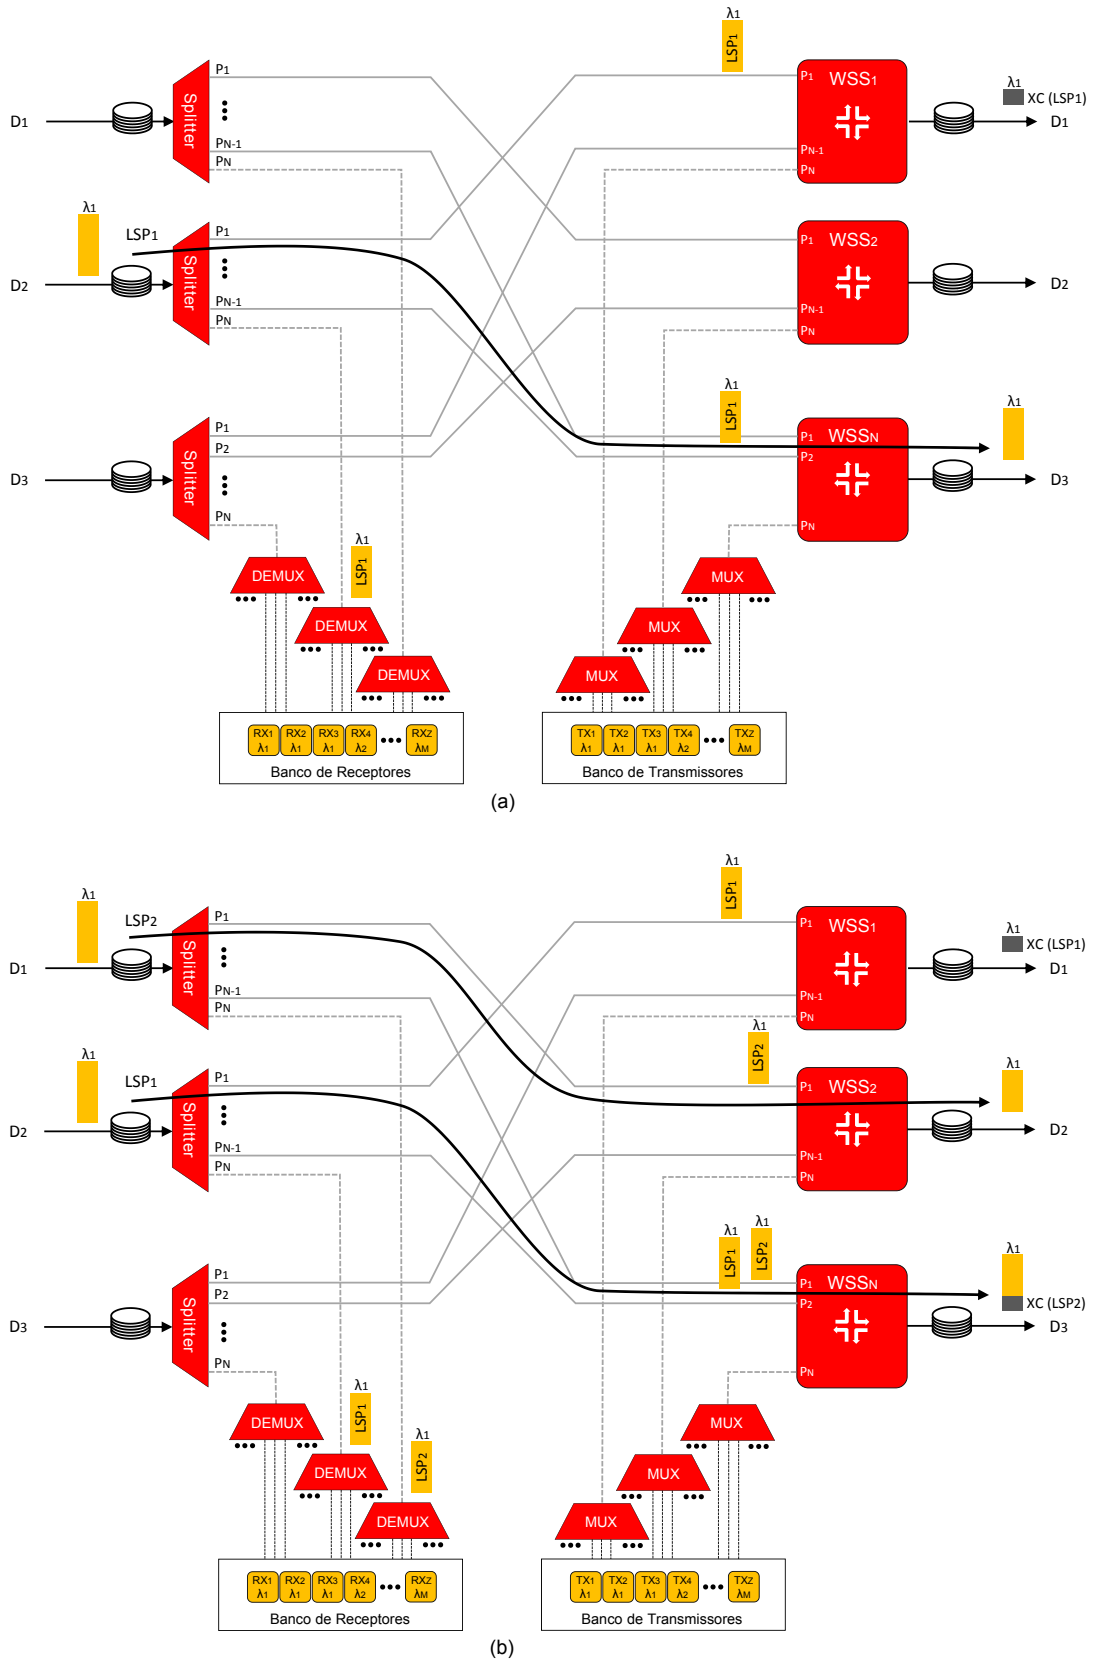 λ1
LSP1
P1
WSS1
λ1
XC (LSP1)
D1
Splitter
PN-1
PN
P1
PN-1
PN
D1
λ1
LSP1
D2
Splitter
P1
PN-1
PN
P1
WSS2
PN-1
PN
D2
λ1
LSP1
λ1
D3
Splitter
P1
P2
PN
P1
WSSN
P2
PN
D3
λ1
LSP1
DEMUX
DEMUX
DEMUX
MUX
MUX
MUX
RX1 λ1
RX2 λ1
RX3 λ1
RX4 λ2
RXZ λM
Banco de Receptores
TX1 λ1
TX2 λ1
TX3 λ1
TX4 λ2
TXZ λM
Banco de Transmissores
(a)
λ1
LSP1
λ1
LSP2
D1
Splitter
P1
PN-1
PN
P1
WSS1
PN-1
PN
λ1
XC (LSP1)
D1
λ1
LSP1
D2
Splitter
P1
PN-1
PN
λ1
LSP2
P1
WSS2
PN-1
PN
λ1
D2
D3
Splitter
P1
P2
PN
λ1
LSP1
λ1
LSP2
P1
WSSN
P2
PN
λ1
XC (LSP2)
D3
λ1
LSP1
λ1
LSP2
DEMUX
DEMUX
DEMUX
MUX
MUX
MUX
RX1 λ1
RX2 λ1
RX3 λ1
RX4 λ2
RXZ λM
Banco de Receptores
TX1 λ1
TX2 λ1
TX3 λ1
TX4 λ2
TXZ λM
Banco de Transmissores
(b)